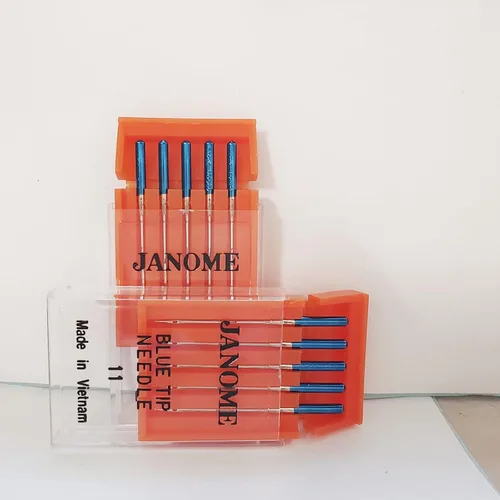 JANOME
JANOME
BLUE TIP
NEEDLE
11
Made in Vietnam